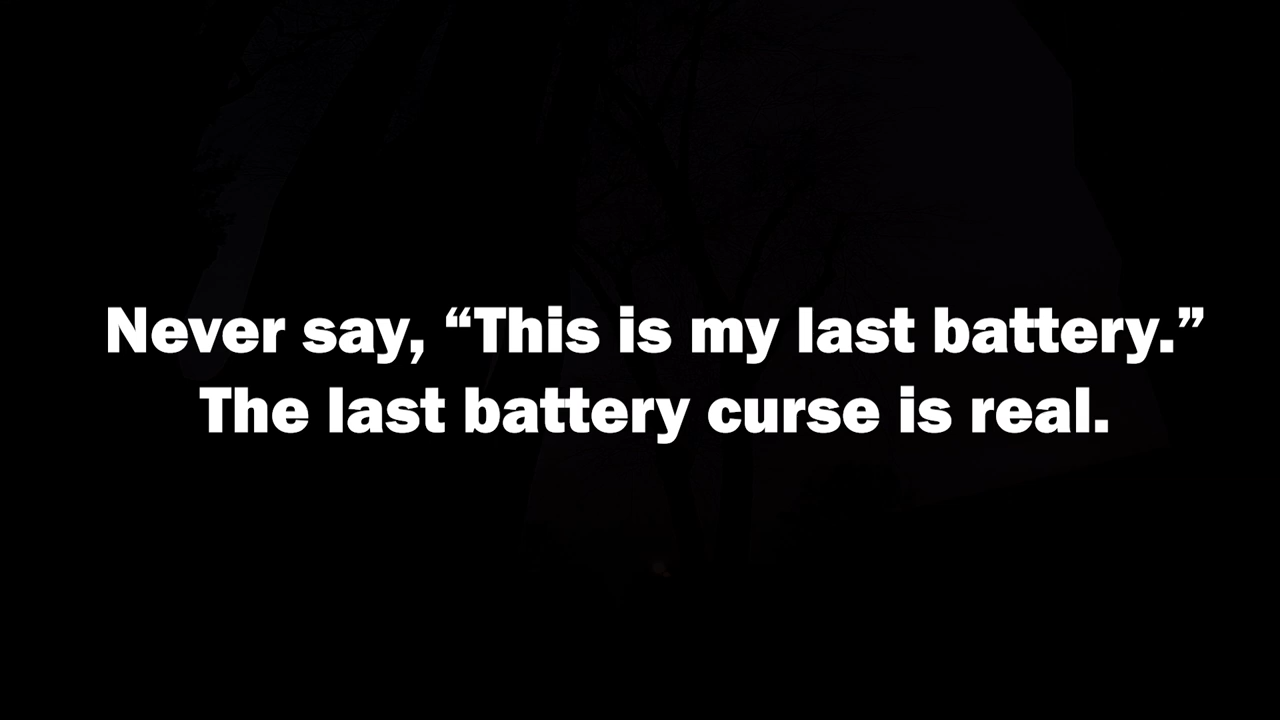 Never say, “This is my last battery.”
The last battery curse is real.